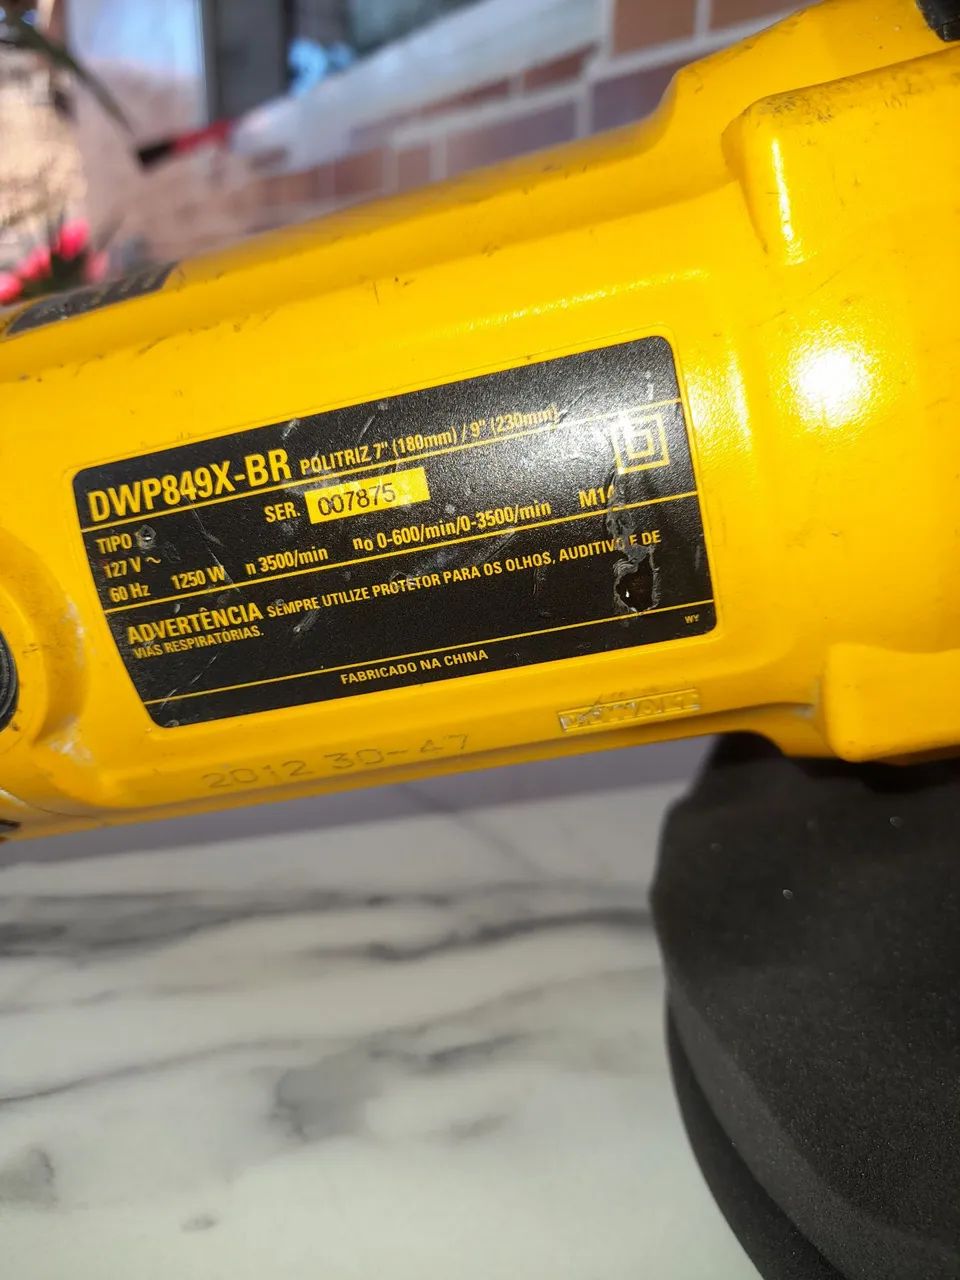 DWP849X-BR POLITRIZ 7" (180mm) / 9" (230mm)
SER. 007875
TIPO
127 V ~
60 Hz 1250 W n 3500/min no 0-600/min/0-3500/min
ADVERTÊNCIA SEMPRE UTILIZE PROTETOR PARA OS OLHOS, AUDITIVO E DE
VIAS RESPIRATÓRIAS.
WY
FABRICADO NA CHINA
DEWALT
2012 30-47